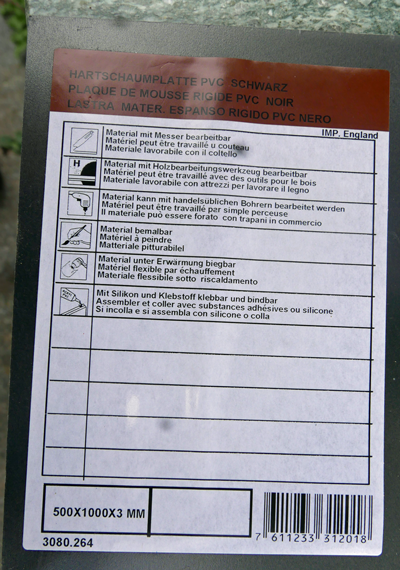 HARTSCHAUMPLATTE PVC SCHWARZ
PLAQUE DE MOUSSE RIGIDE PVC NOIR
LASTRA MATER. ESPANSO RIGIDO PVC NERO
IMP. England
Material mit Messer bearbeitbar
Matériel peut être travaillé u couteau
Materiale lavorabile con il coltello
H
Material mit Holzbearbeitungswerkzeug bearbeitbar
Matériel peut être travaillé avec des outils pour le bois
Materiale lavorabile con attrezzi per lavorare il legno
Material kann mit handelsüblichen Bohrern bearbeitet werden
Matériel peut être travaillé par simple perceuse
Il materiale può essere forato con trapani in commercio
Material bemalbar
Matériel à peindre
Matteriale pitturabilel
Material unter Erwärmung biegbar
Matériel flexible par échauffement
Materiale flessibile sotto riscaldamento
Mit Silikon und Klebstoff klebbar und bindbar
Assembler et coller avec substances adhésives ou silicone
Si incolla e si assembla con silicone o colla
500X1000X3 MM
3080.264
7 611233 312018